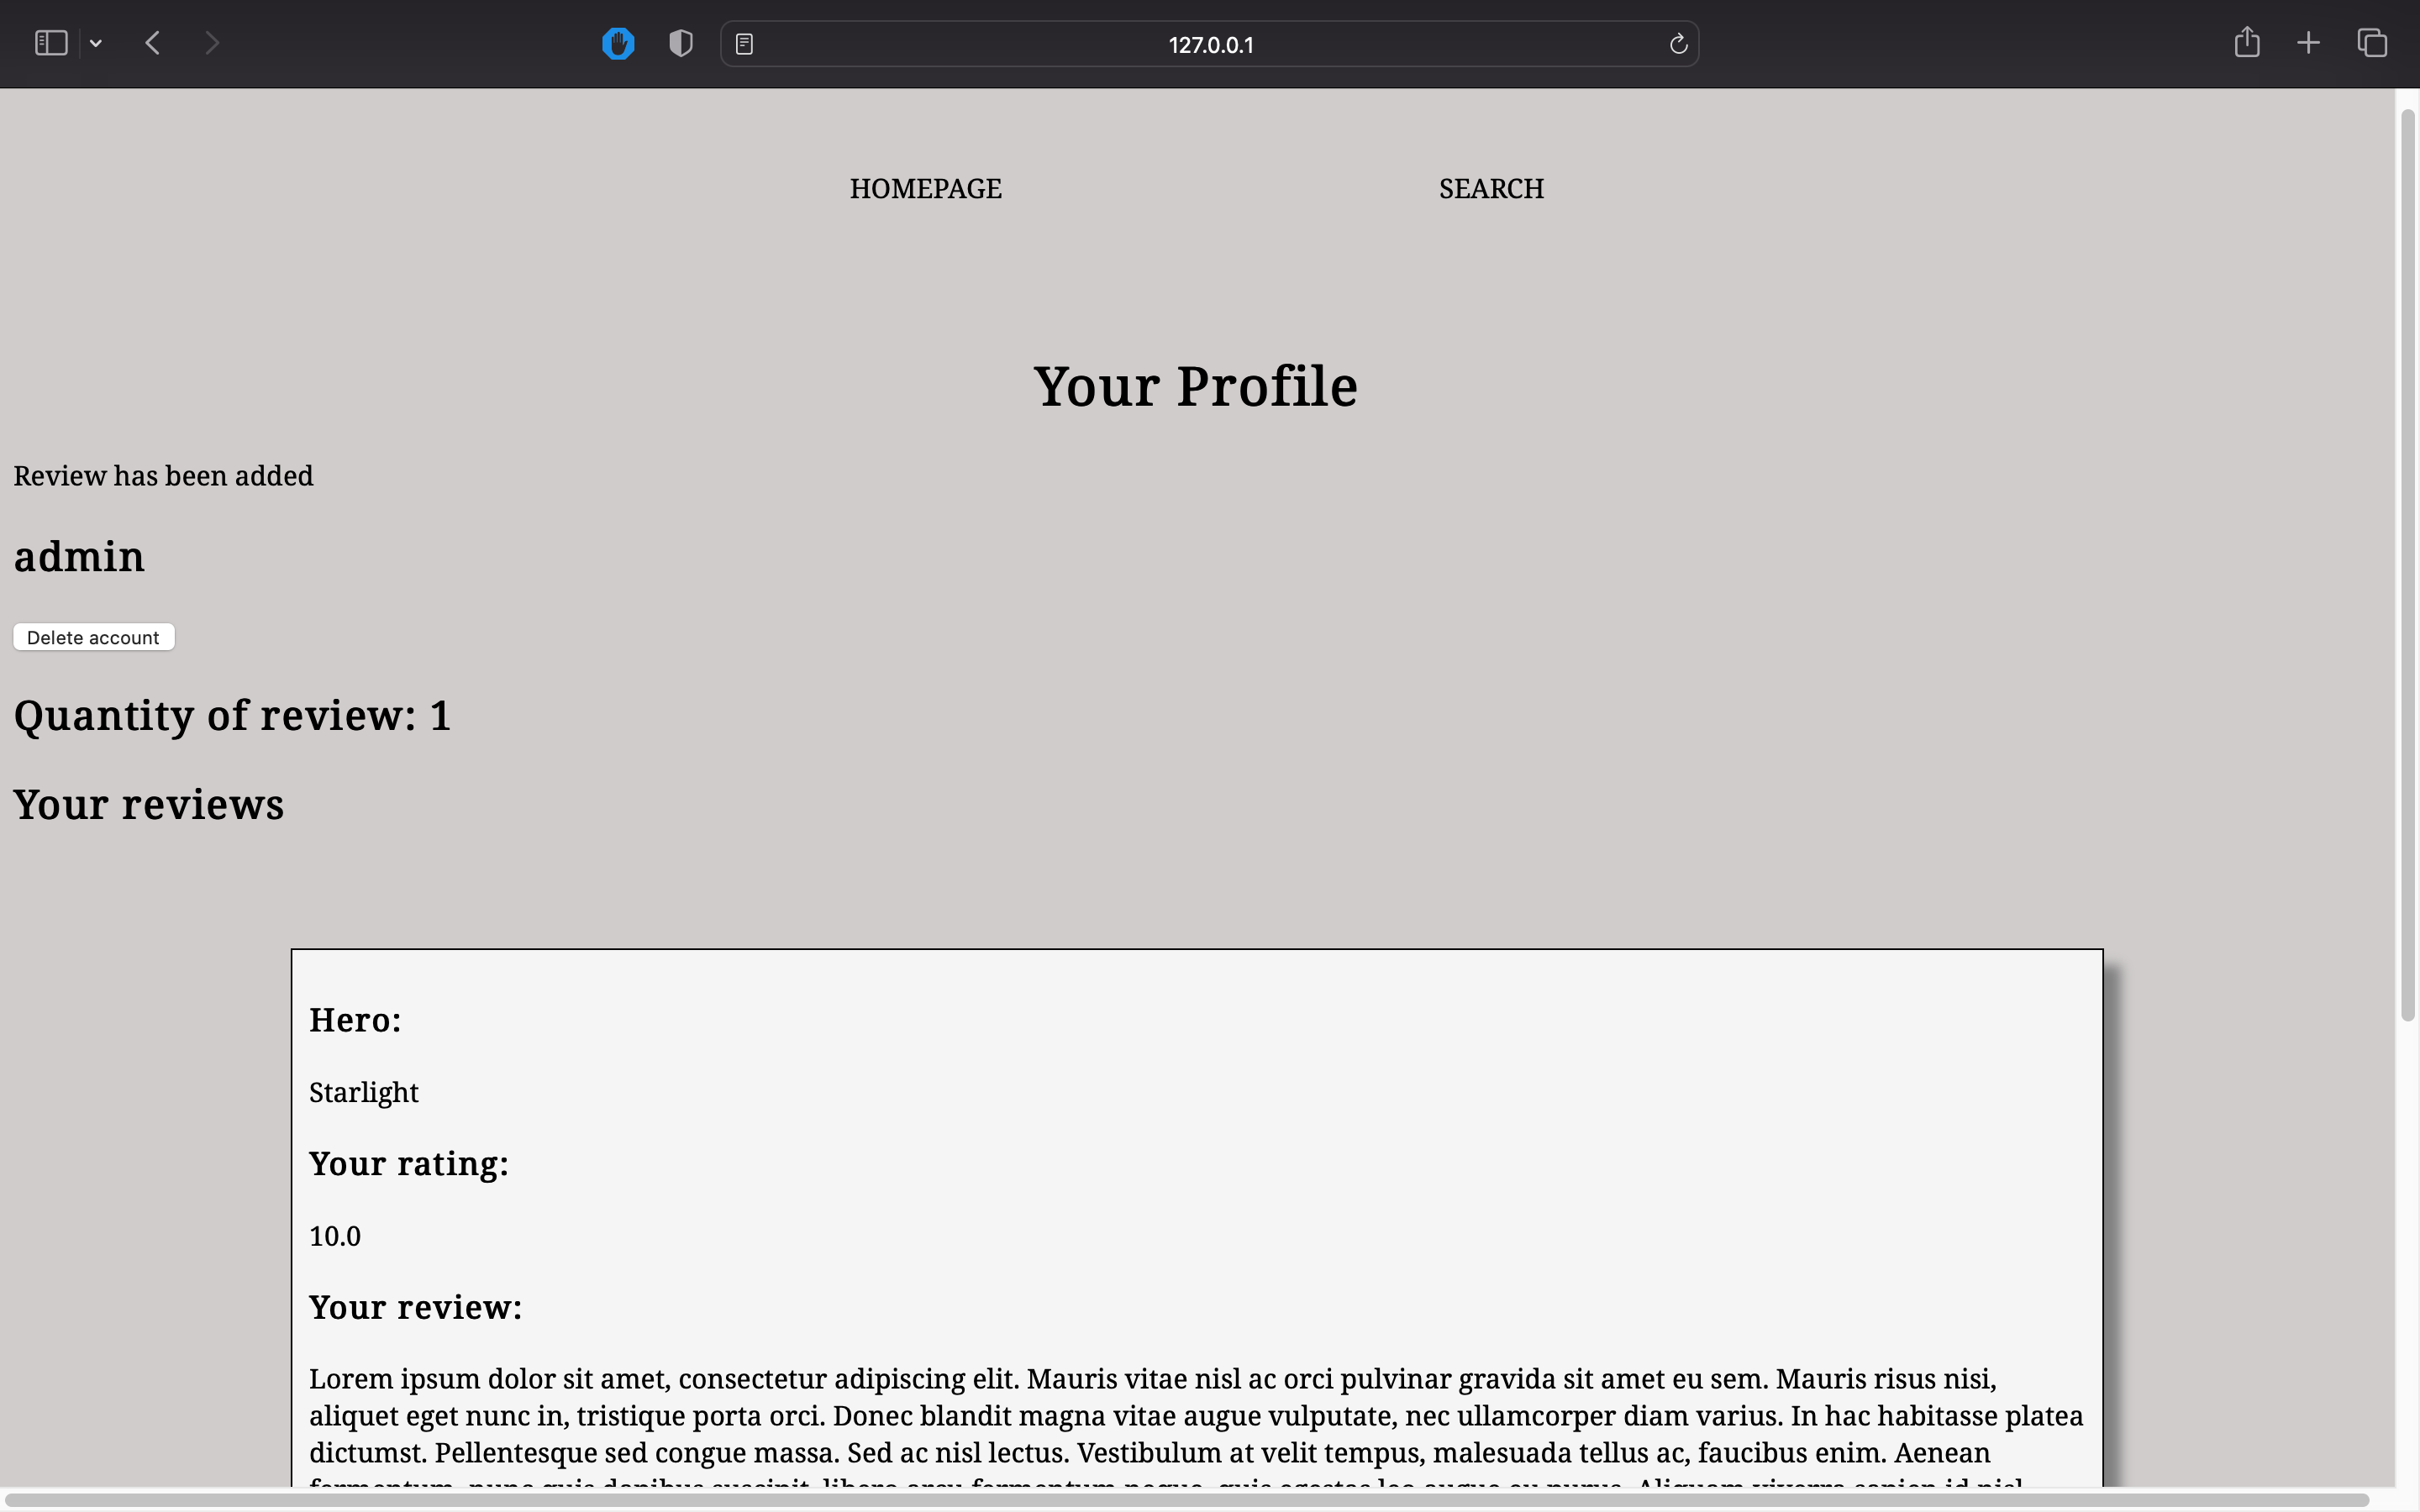 127.0.0.1
HOMEPAGE SEARCH
Your Profile
Review has been added
admin
Delete account
Quantity of review: 1
Your reviews
Hero:
Starlight
Your rating:
10.0
Your review:
Lorem ipsum dolor sit amet, consectetur adipiscing elit. Mauris vitae nisl ac orci pulvinar gravida sit amet eu sem. Mauris risus nisi,
aliquet eget nunc in, tristique porta orci. Donec blandit magna vitae augue vulputate, nec ullamcorper diam varius. In hac habitasse platea
dictumst. Pellentesque sed congue massa. Sed ac nisl lectus. Vestibulum at velit tempus, malesuada tellus ac, faucibus enim. Aenean